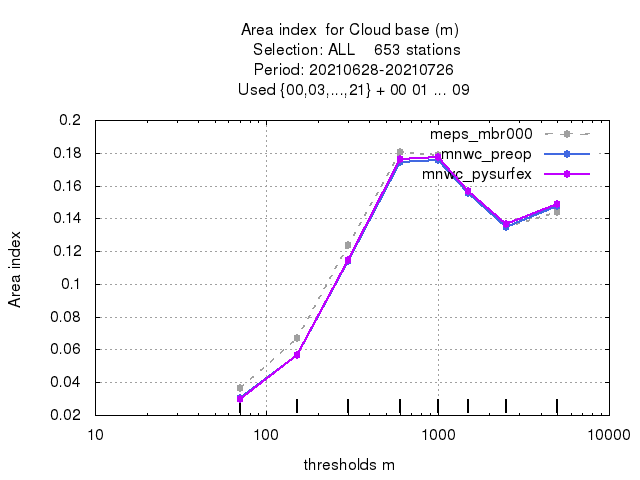 Area index  for Cloud base (m)
Selection: ALL    653 stations
Period: 20210628-20210726
Used {00,03,...,21} + 00 01 ... 09
meps_mbr000
mnwc_preop
mnwc_pysurfex
0.2
0.18
0.16
0.14
0.12
0.1
0.08
0.06
0.04
0.02
Area index
10
100
1000
10000
thresholds m